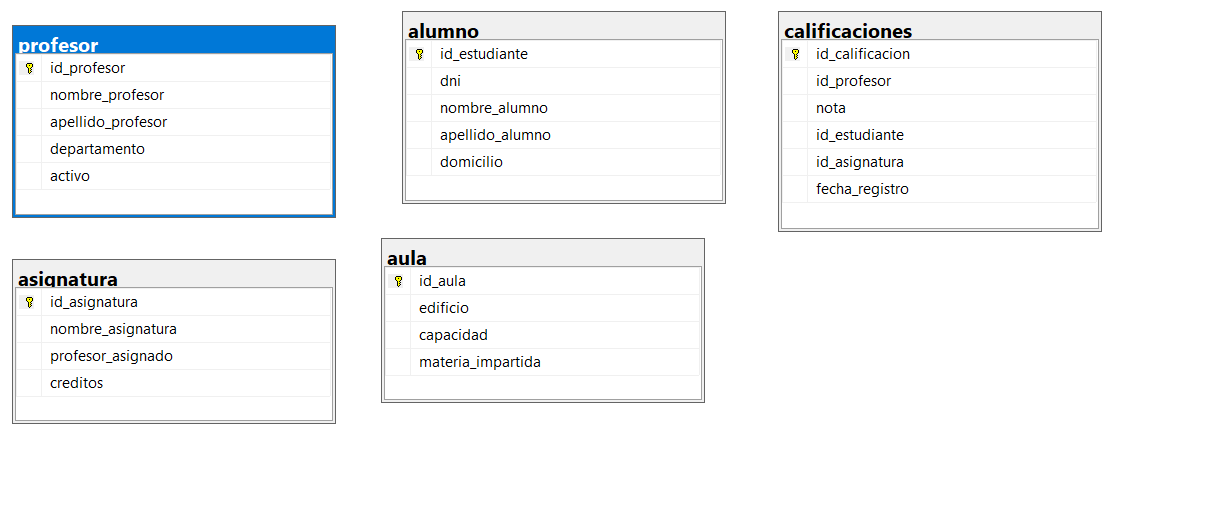 profesor
id_profesor
nombre_profesor
apellido_profesor
departamento
activo
alumno
id_estudiante
dni
nombre_alumno
apellido_alumno
domicilio
calificaciones
id_calificacion
id_profesor
nota
id_estudiante
id_asignatura
fecha_registro
asignatura
id_asignatura
nombre_asignatura
profesor_asignado
creditos
aula
id_aula
edificio
capacidad
materia_impartida